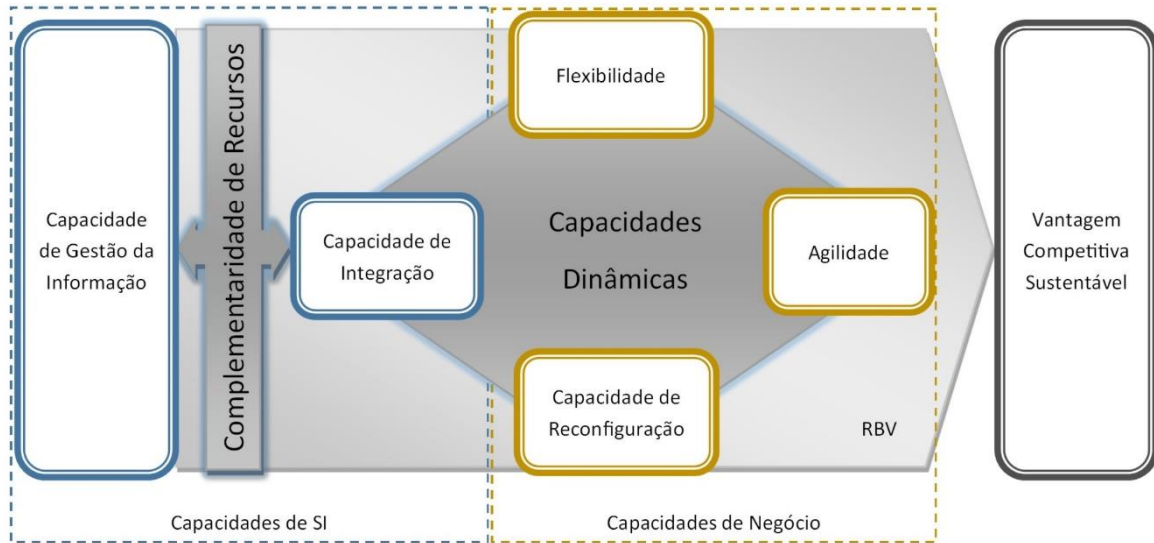 Capacidade
de Gestão da
Informação
Complementaridade de Recursos
Capacidade de
Integração
Flexibilidade
Capacidades
Dinâmicas
Agilidade
Capacidade de
Reconfiguração
RBV
Vantagem
Competitiva
Sustentável
Capacidades de SI
Capacidades de Negócio